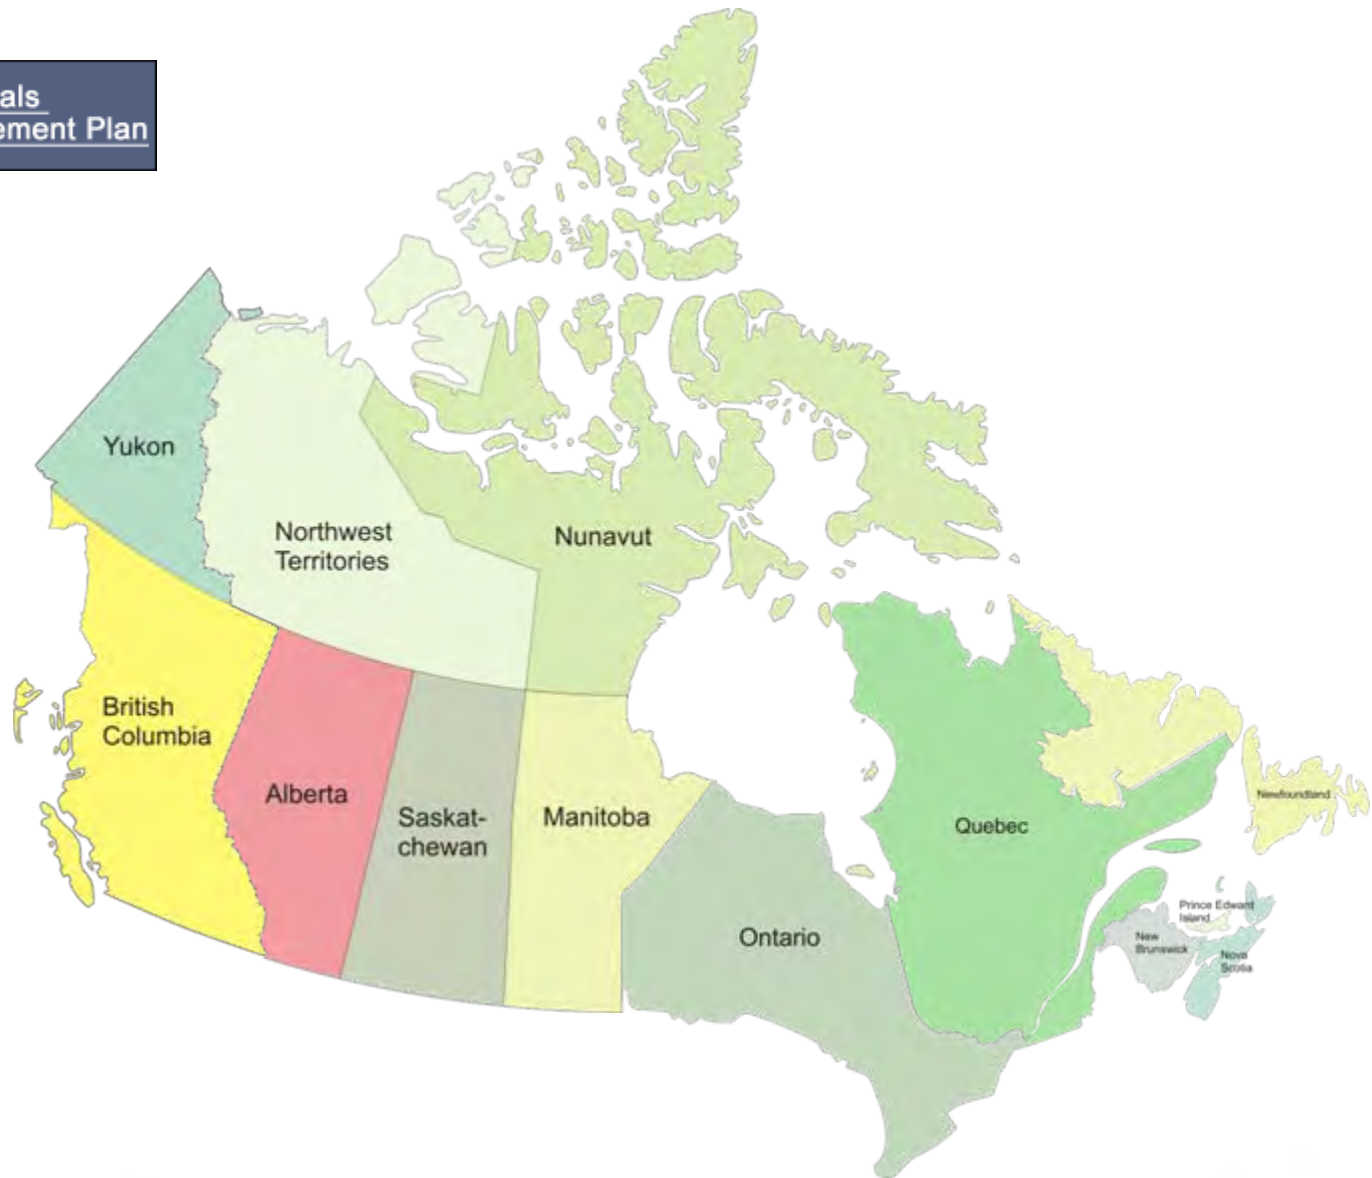 als
ement Plan
Yukon
Northwest
Territories
Nunavut
British
Columbia
Alberta
Saskat-
chewan
Manitoba
Ontario
Quebec
Newfoundland
Prince Edward
Island
New
Brunswick
Nova
Scotia